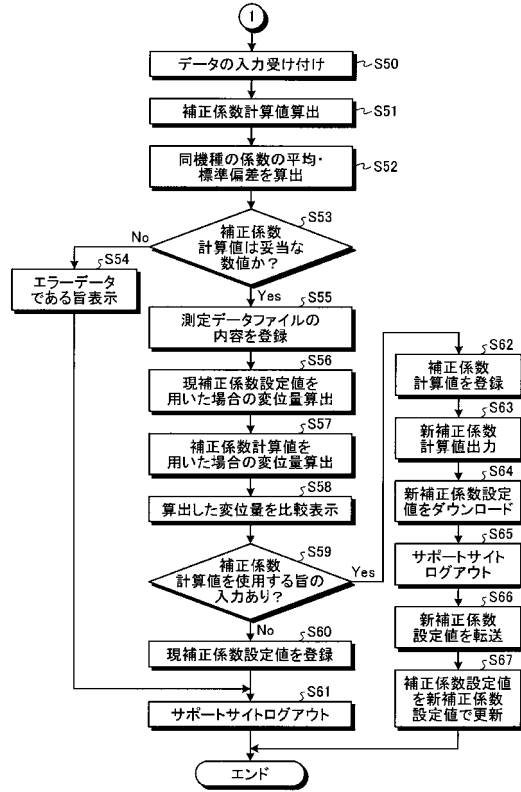 1
データの入力受け付け
S50
補正係数計算値算出
S51
同機種の係数の平均・
標準偏差を算出
S52
S53
補正係数
計算値は妥当な
数値か?
No
Yes
S54
エラーデータ
である旨表示
S55
測定データファイルの
内容を登録
S56
現補正係数設定値を
用いた場合の変位量算出
S57
補正係数計算値を
用いた場合の変位量算出
S58
算出した変位量を比較表示
S59
補正係数
計算値を使用する旨の
入力あり?
Yes
No
S60
現補正係数設定値を登録
S61
サポートサイトログアウト
S62
補正係数
計算値を登録
S63
新補正係数
計算値出力
S64
新補正係数設定
値をダウンロード
S65
サポートサイト
ログアウト
S66
新補正係数
設定値を転送
S67
補正係数設定値
を新補正係数
設定値で更新
エンド